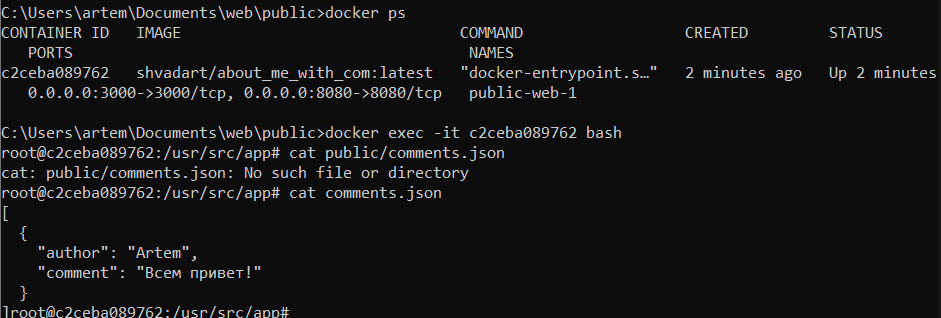 C:\Users\artem\Documents\web\public>docker ps
CONTAINER ID   IMAGE                             COMMAND                  CREATED         STATUS
   PORTS                                            NAMES
c2ceba089762   shvadart/about_me_with_com:latest   "docker-entrypoint.s…"   2 minutes ago   Up 2 minutes
   0.0.0.0:3000->3000/tcp, 0.0.0.0:8080->8080/tcp   public-web-1
C:\Users\artem\Documents\web\public>docker exec -it c2ceba089762 bash
root@c2ceba089762:/usr/src/app# cat public/comments.json
cat: public/comments.json: No such file or directory
root@c2ceba089762:/usr/src/app# cat comments.json
[
  {
    "author": "Artem",
    "comment": "Всем привет!"
  }
]root@c2ceba089762:/usr/src/app#